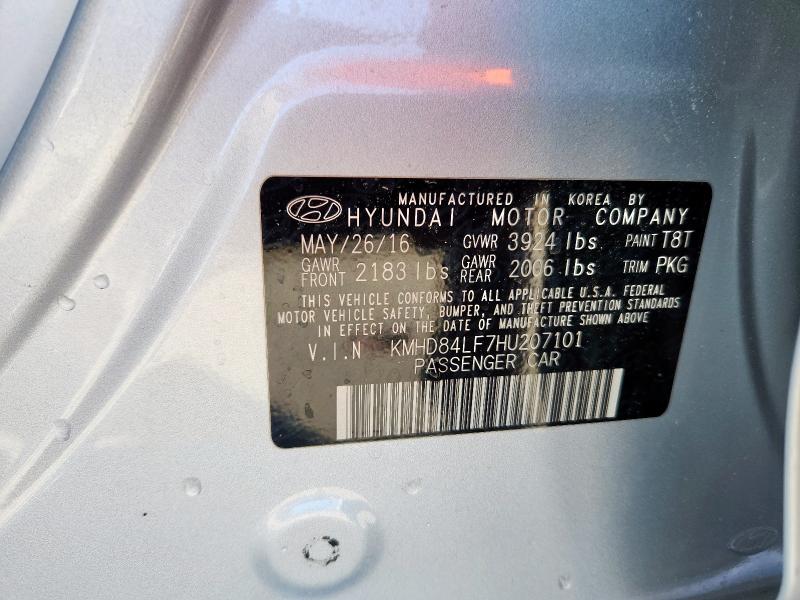 MANUFACTURED IN KOREA BY
HYUNDAI MOTOR COMPANY
MAY/26/16 GVWR 3924 lbs PAINT T8T
GAWR FRONT 2183 lbs GAWR REAR 2006 lbs TRIM PKG
THIS VEHICLE CONFORMS TO ALL APPLICABLE U.S.A. FEDERAL
MOTOR VEHICLE SAFETY, BUMPER, AND THEFT PREVENTION STANDARDS
IN EFFECT ON THE DATE OF MANUFACTURE SHOWN ABOVE
V.I.N KMHD84LF7HU207101
PASSENGER CAR